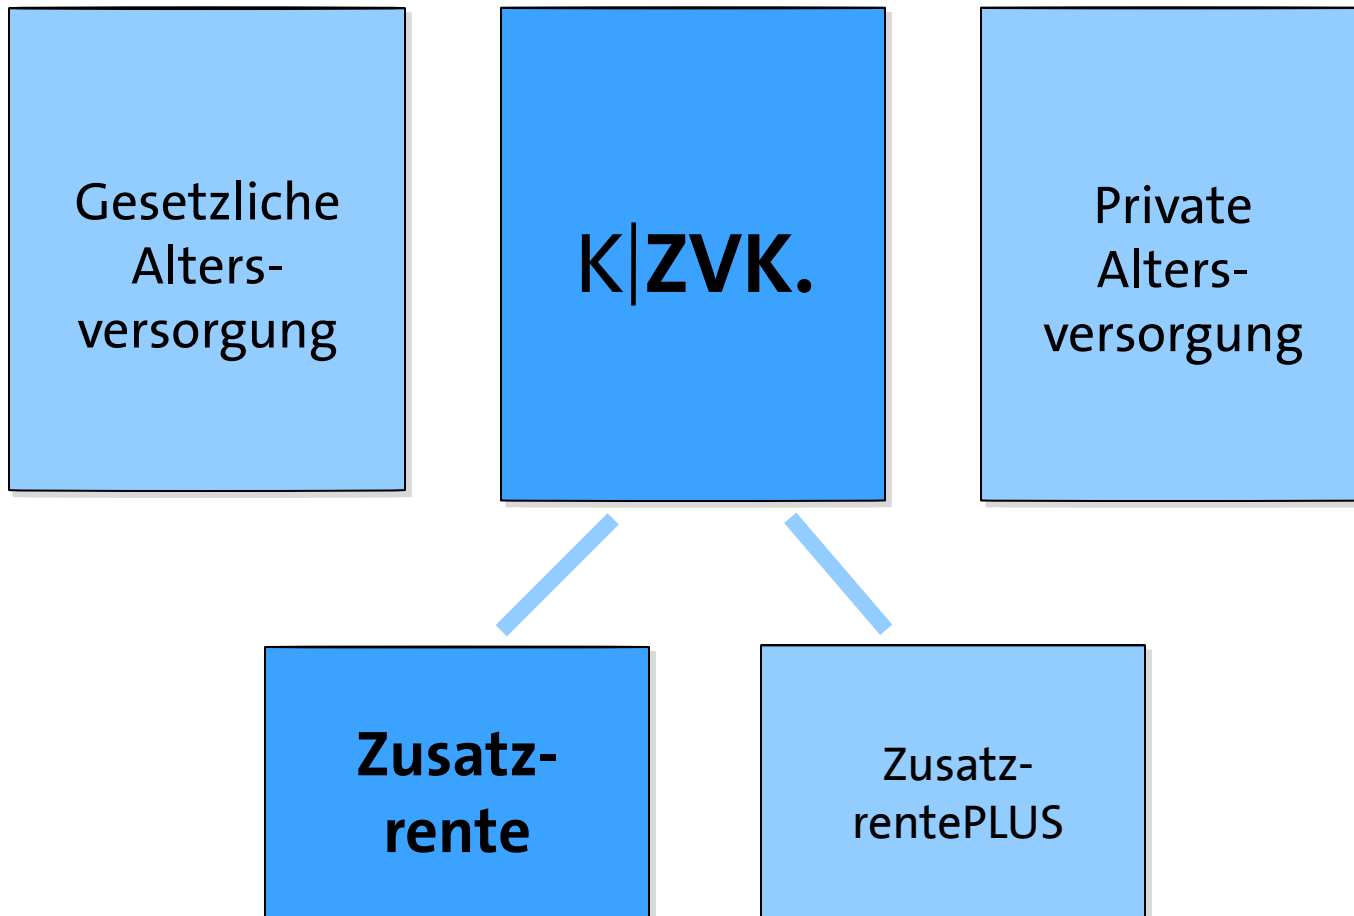 Gesetzliche
Alters-
versorgung
K|ZVK.
Private
Alters-
versorgung
Zusatz-
rente
Zusatz-
rentePLUS